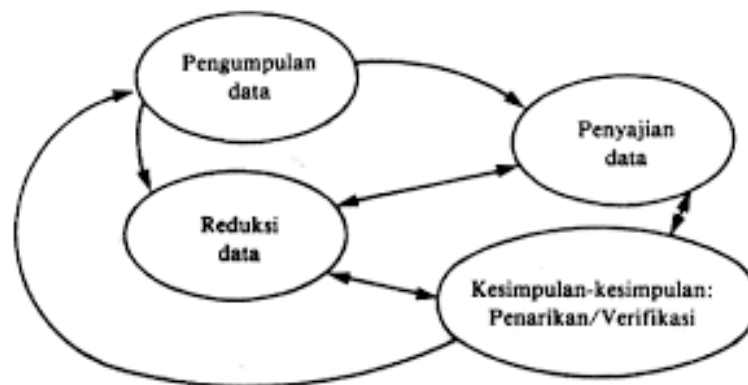 Pengumpulan
data
Penyajian
data
Reduksi
data
Kesimpulan-kesimpulan:
Penarikan/Verifikasi